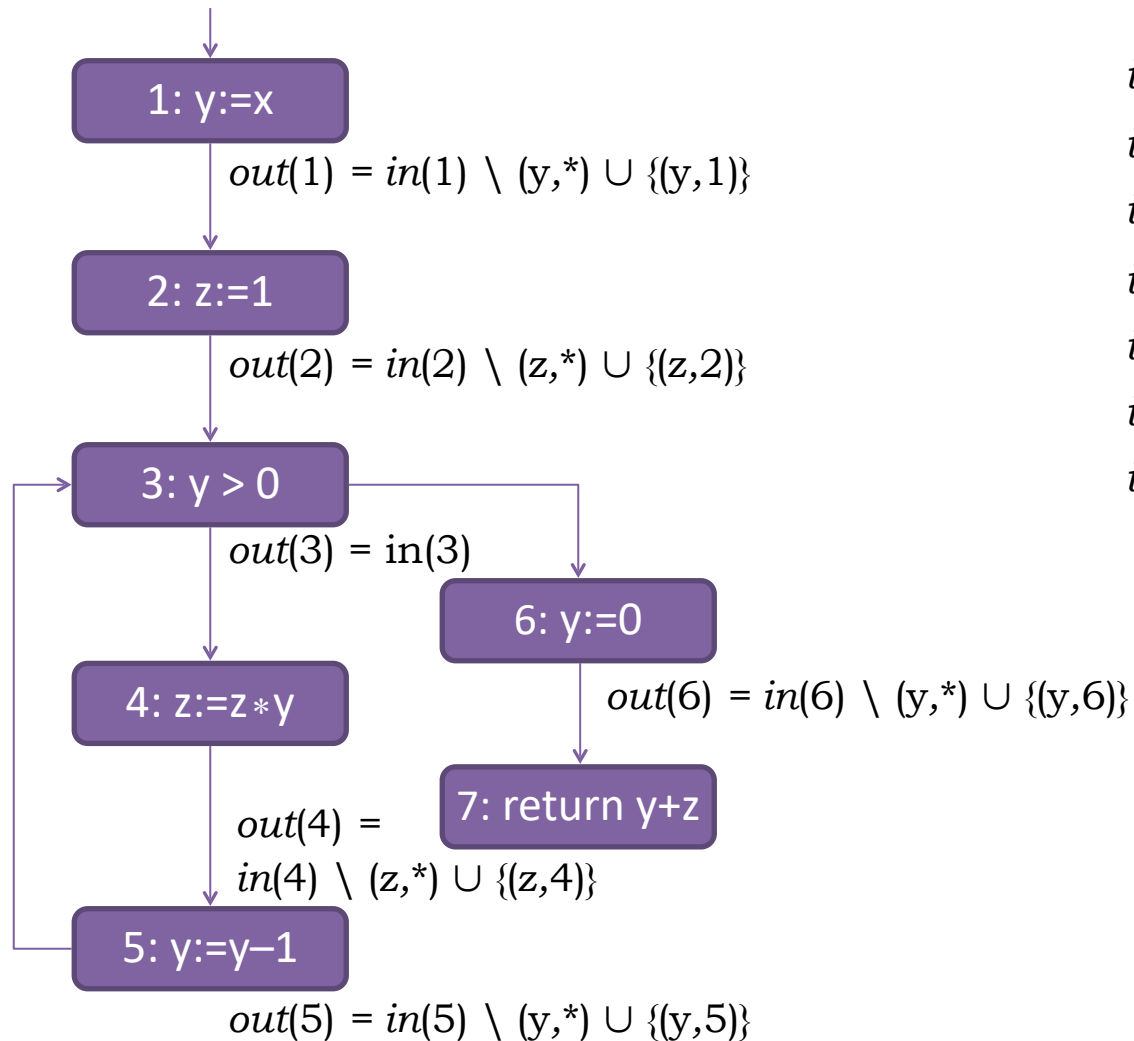 1: y:=x
out(1) = in(1) \ (y,*) ∪ {(y,1)}
2: z:=1
out(2) = in(2) \ (z,*) ∪ {(z,2)}
3: y > 0
out(3) = in(3)
6: y:=0
4: z:=z*y
out(6) = in(6) \ (y,*) ∪ {(y,6)}
7: return y+z
out(4) =
in(4) \ (z,*) ∪ {(z,4)}
5: y:=y–1
out(5) = in(5) \ (y,*) ∪ {(y,5)}